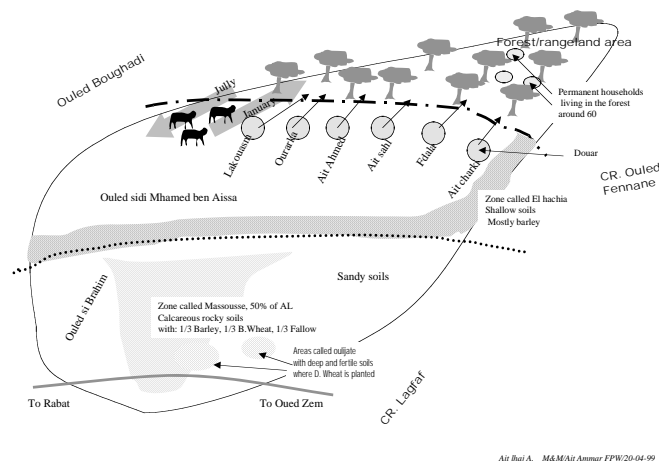 Forest/rangeland area
Ouled Boughadi
Jully
January
Permanent households
living in the forest
around 60
Lakouasm
Ourarka
Ait Ahmed
Ait sahl
Fdala
Ait charki
Douar
CR. Ouled
Fennane
Ouled sidi Mhamed ben Aissa
Zone called El hachia
Shallow soils
Mostly barley
Sandy soils
Ouled si Brahim
Zone called Massousse, 50% of AL
Calcareous rocky soils
with: 1/3 Barley, 1/3 B.Wheat, 1/3 Fallow
Areas called ouljate
with deep and fertile soils
where D. Wheat is planted
To Rabat
To Oued Zem
CR. Lagfaf
Ait lhaj A. M&M/Ait Ammar FPW/20-04-99